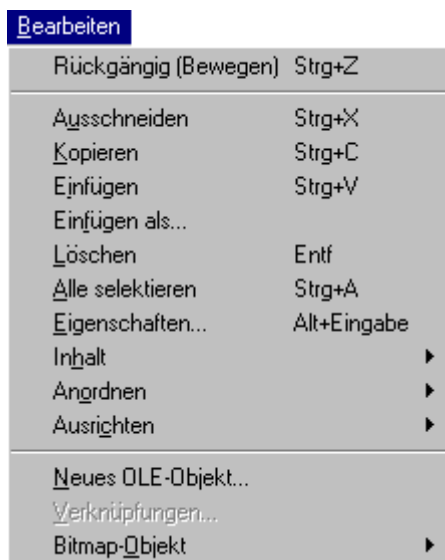 Bearbeiten
Rückgängig (Bewegen) Strg+Z
Ausschneiden Strg+X
Kopieren Strg+C
Einfügen Strg+V
Einfügen als...
Löschen Entf
Alle selektieren Strg+A
Eigenschaften... Alt+Eingabe
Inhalt
Anordnen
Ausrichten
Neues OLE-Objekt...
Verknüpfungen...
Bitmap-Objekt